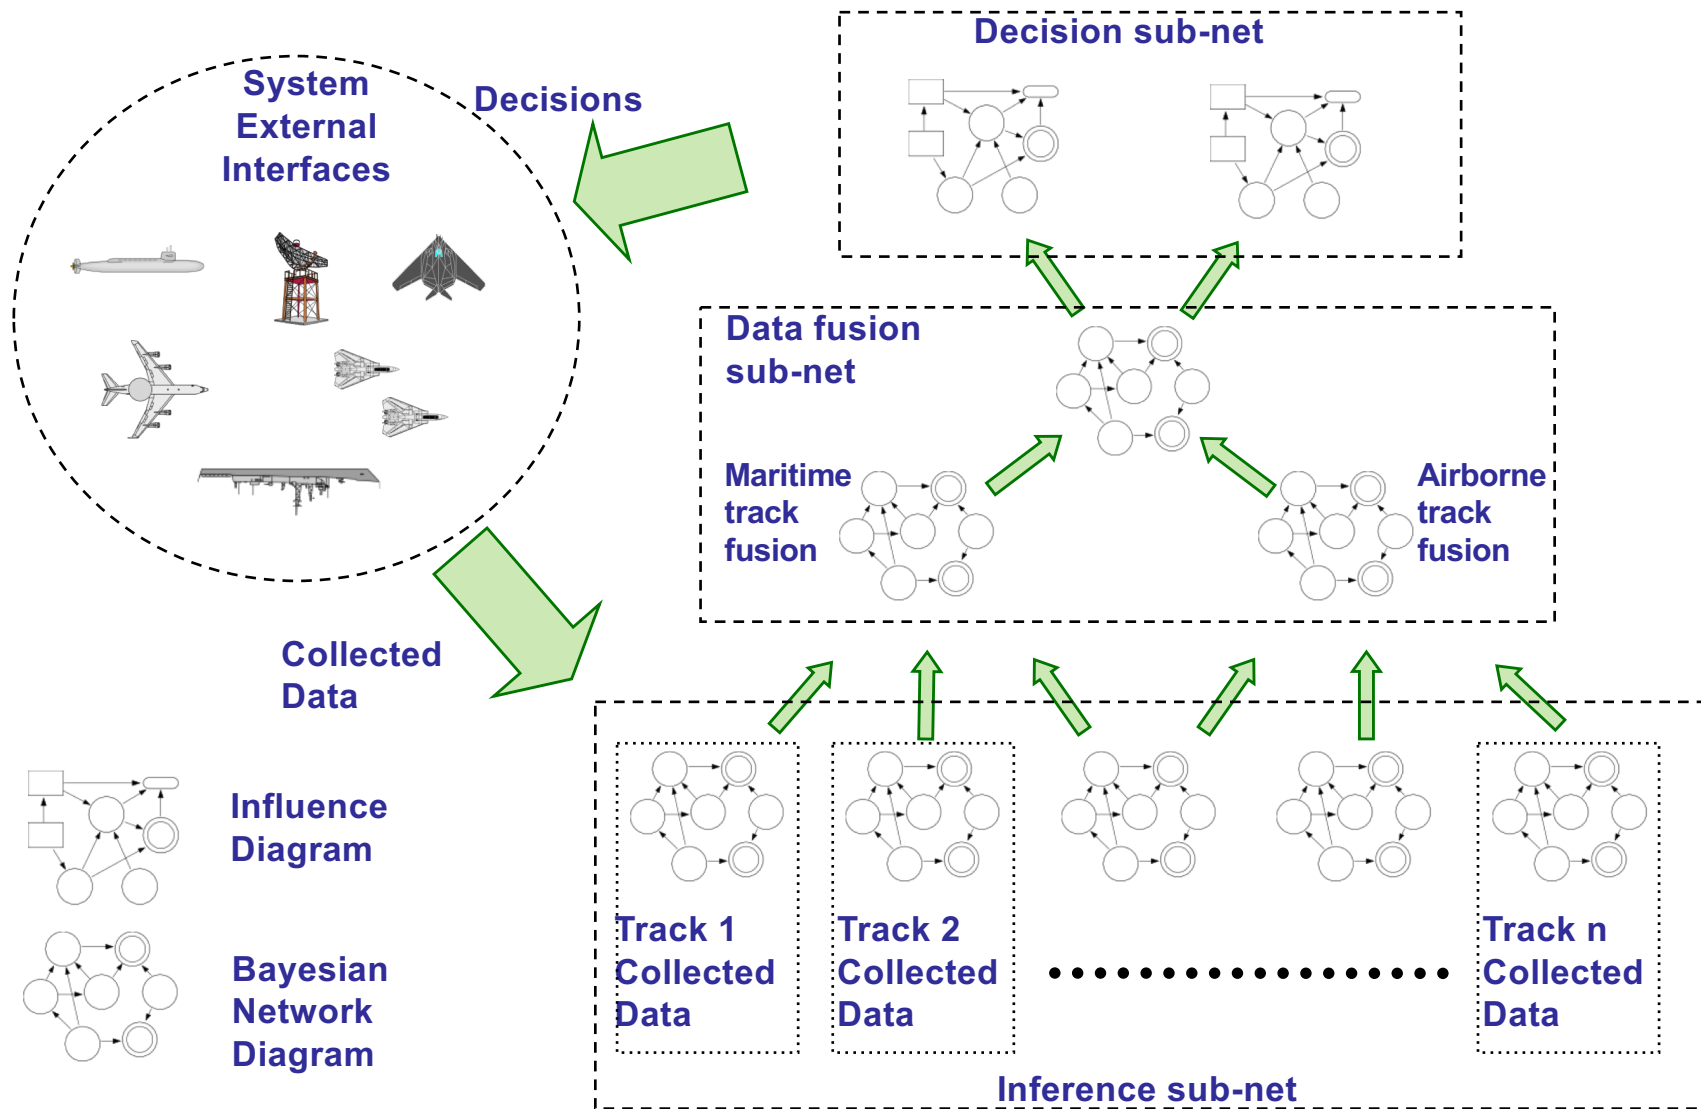 Decision sub-net
System
External
Interfaces
Decisions
Data fusion
sub-net
Maritime
track
fusion
Airborne
track
fusion
Collected
Data
Influence
Diagram
Bayesian
Network
Diagram
Track 1
Collected
Data
Track 2
Collected
Data
Track n
Collected
Data
Inference sub-net